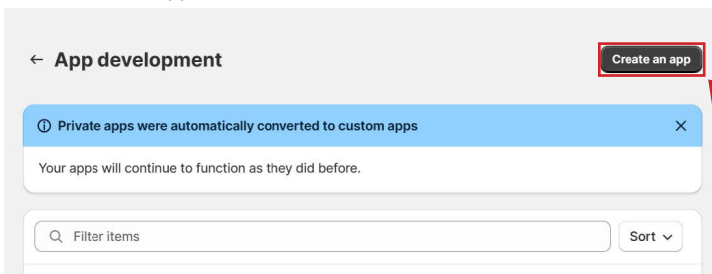 ← App development
Create an app
Private apps were automatically converted to custom apps
Your apps will continue to function as they did before.
Filter items
Sort